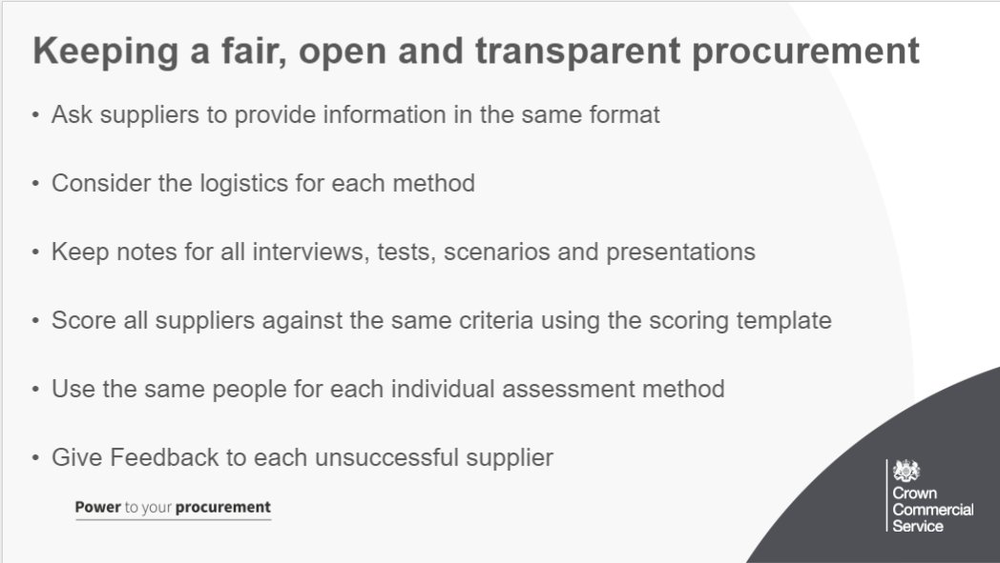 Keeping a fair, open and transparent procurement
• Ask suppliers to provide information in the same format
• Consider the logistics for each method
• Keep notes for all interviews, tests, scenarios and presentations
• Score all suppliers against the same criteria using the scoring template
• Use the same people for each individual assessment method
• Give Feedback to each unsuccessful supplier
Power to your procurement
Crown
Commercial
Service